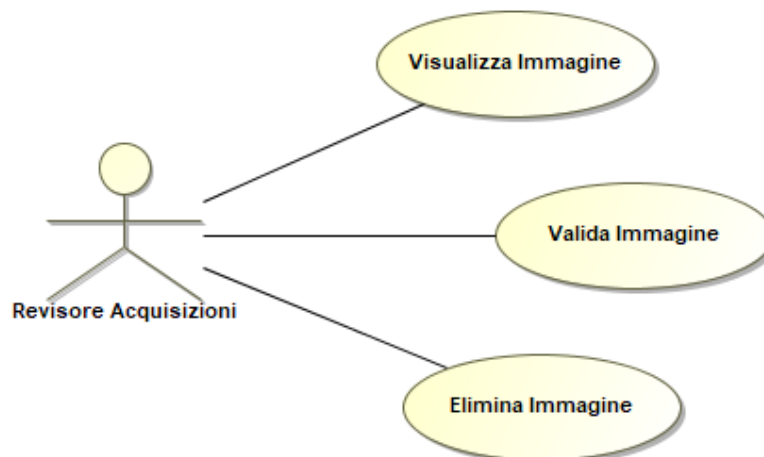 Visualizza Immagine
Valida Immagine
Revisore Acquisizioni
Elimina Immagine